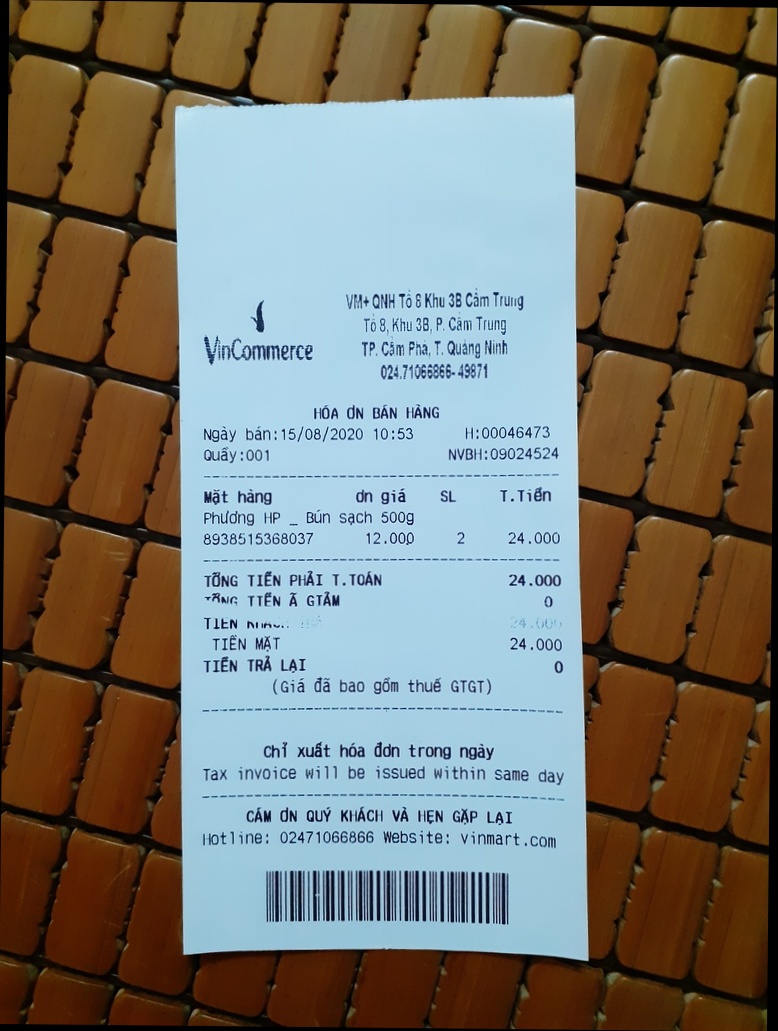 VinCommerce
VM+ QNH Tổ 8 Khu 3B Cẩm Trung
Tổ 8, Khu 3B, P. Cẩm Trung
TP. Cẩm Phả, T. Quảng Ninh
024.71066866-49871
HÓA ƠN BÁN HÀNG
Ngày bán:15/08/2020 10:53 H:00046473
Quầy:001 NVBH:09024524
Mặt hàng ơn giá SL T.Tiền
Phương HP _ Bún sạch 500g
8938515368037 12.000 2 24.000
TỔNG TIỀN PHẢI T.TOÁN 24.000
TỔNG TIỀN Ã GIẢM 0
TIỀN KHÁCH 24.000
TIỀN MẶT 24.000
TIỀN TRẢ LẠI 0
(Giá đã bao gồm thuế GTGT)
Chỉ xuất hóa đơn trong ngày
Tax invoice will be issued within same day
CÁM ƠN QUÝ KHÁCH VÀ HẸN GẶP LẠI
Hotline: 02471066866 Website: vinmart.com